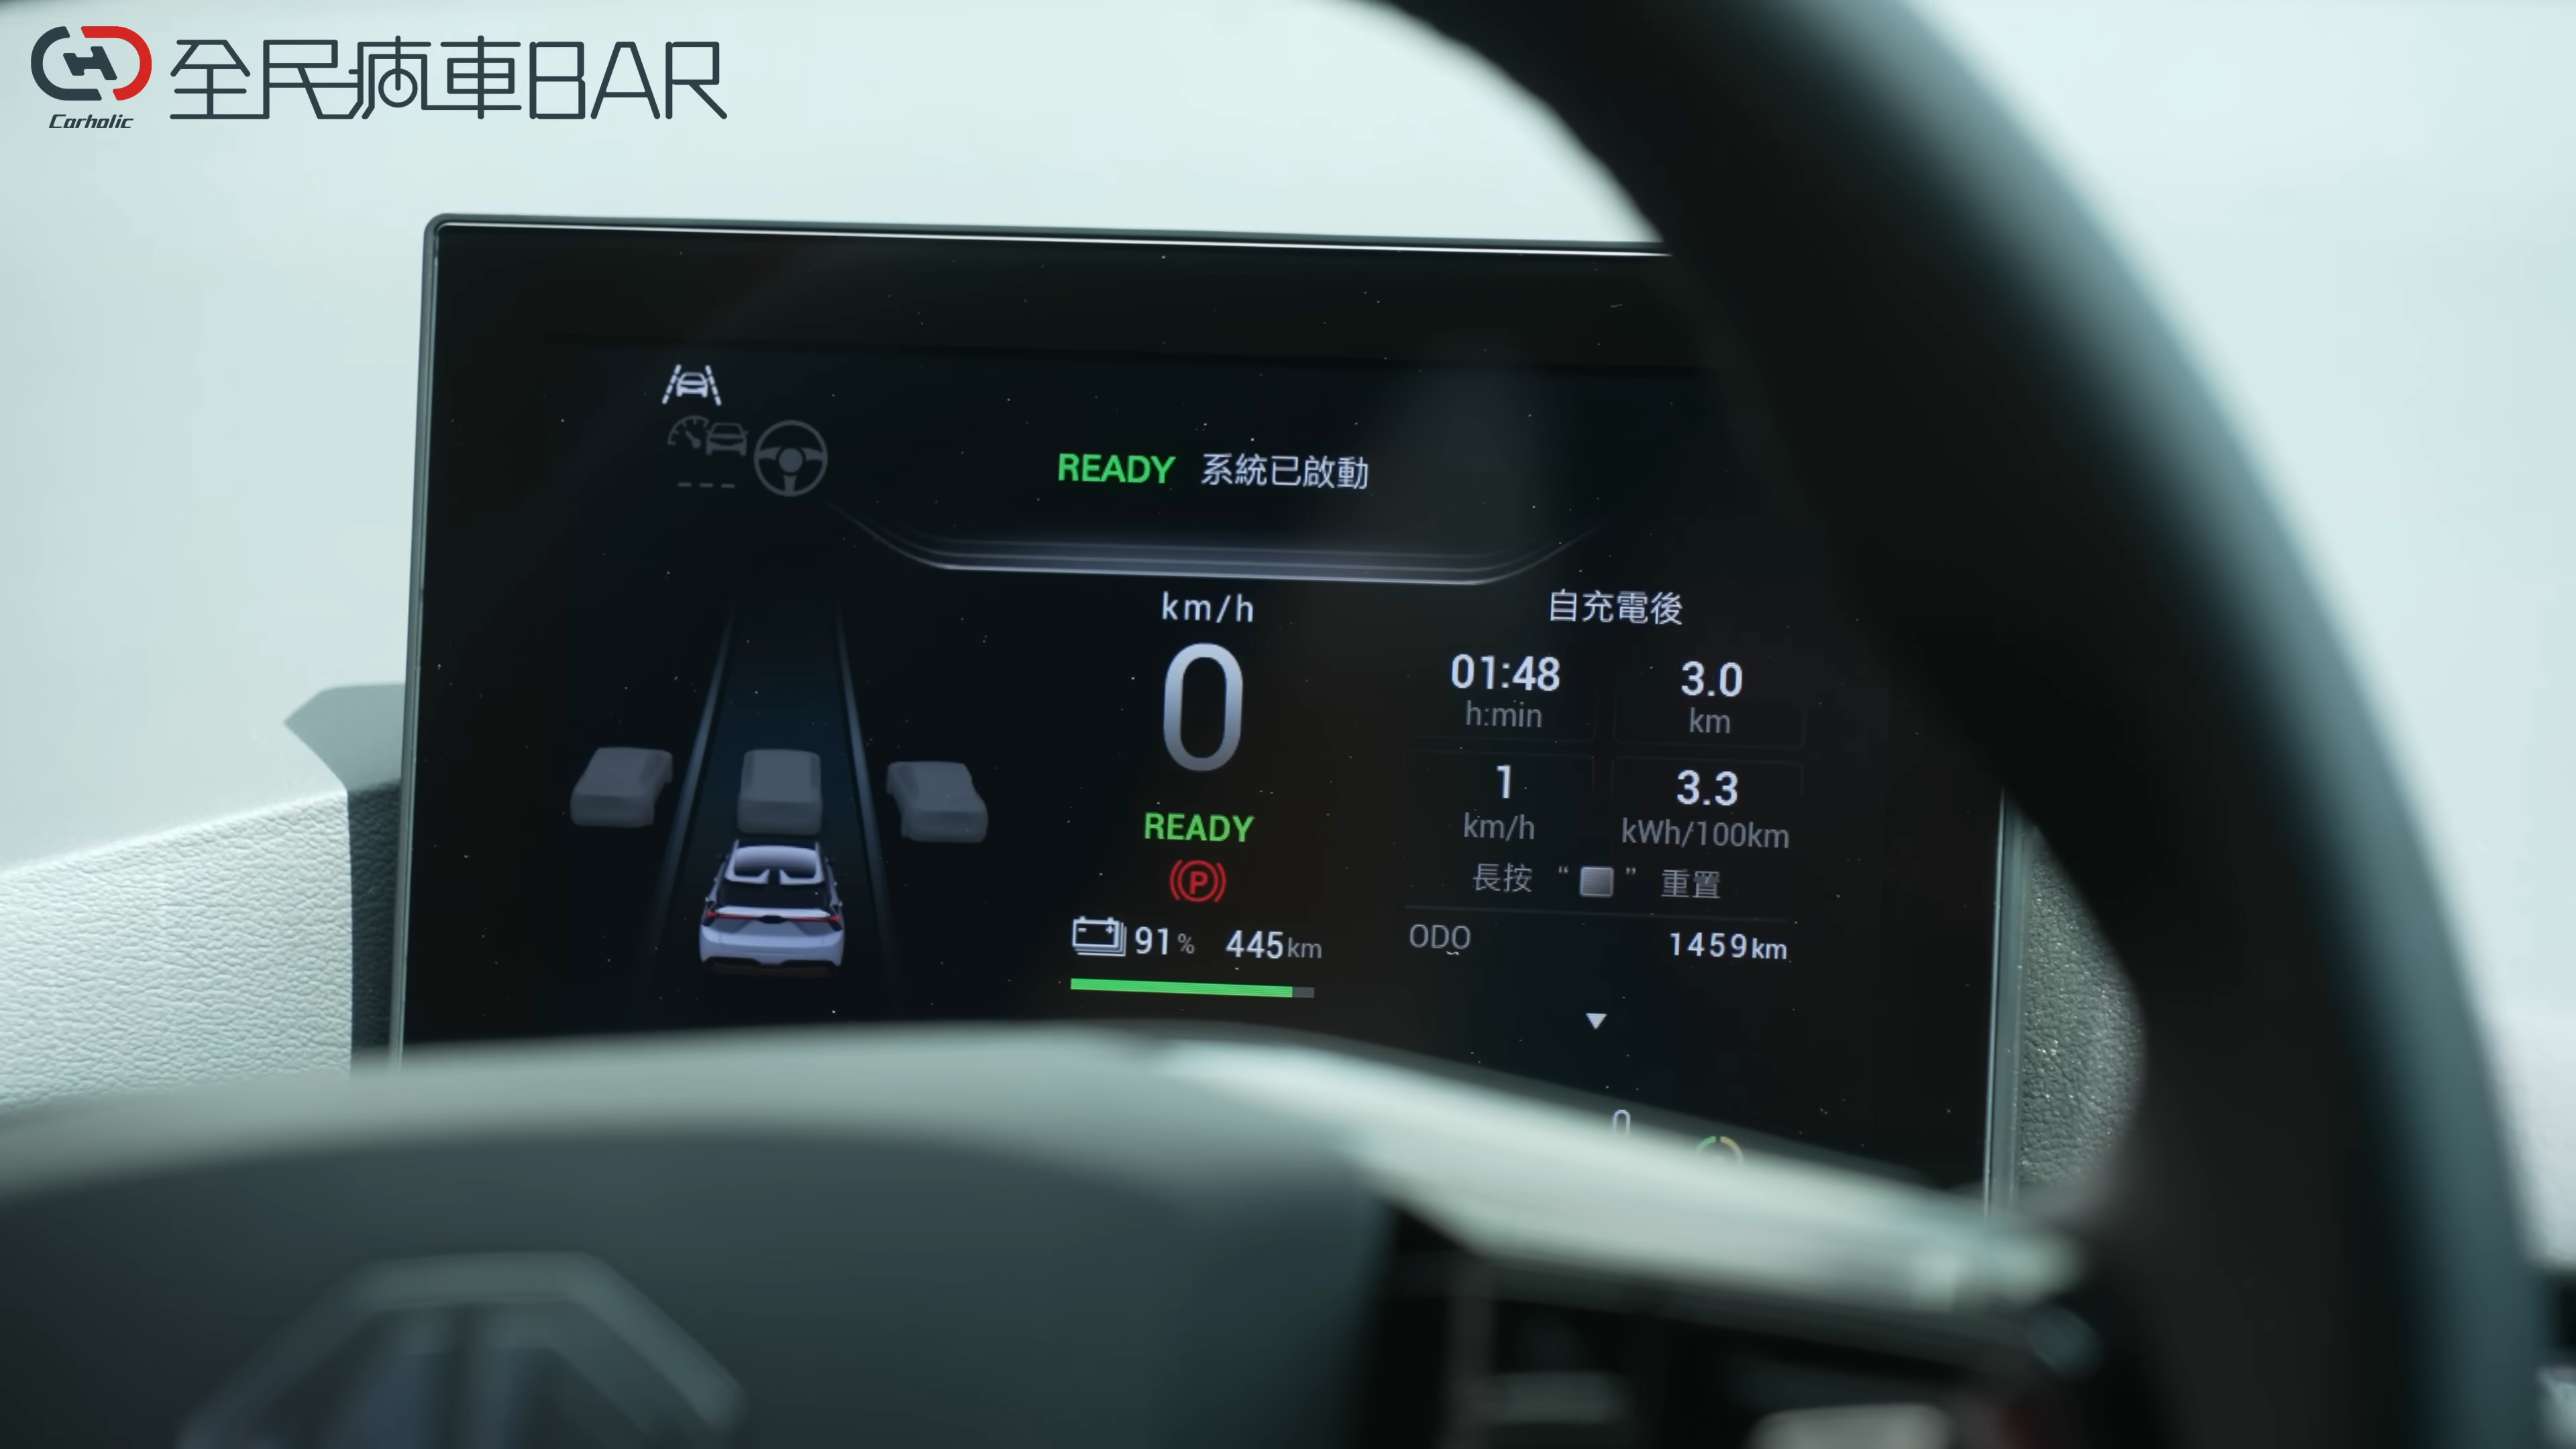 全民瘋車BAR
Carholic
READY 系統已啟動
km/h
0
READY
P
91% 445km
自充電後
01:48 3.0
h:min km
1 3.3
km/h kWh/100km
長按 “ ” 重置
ODO 1459km
0